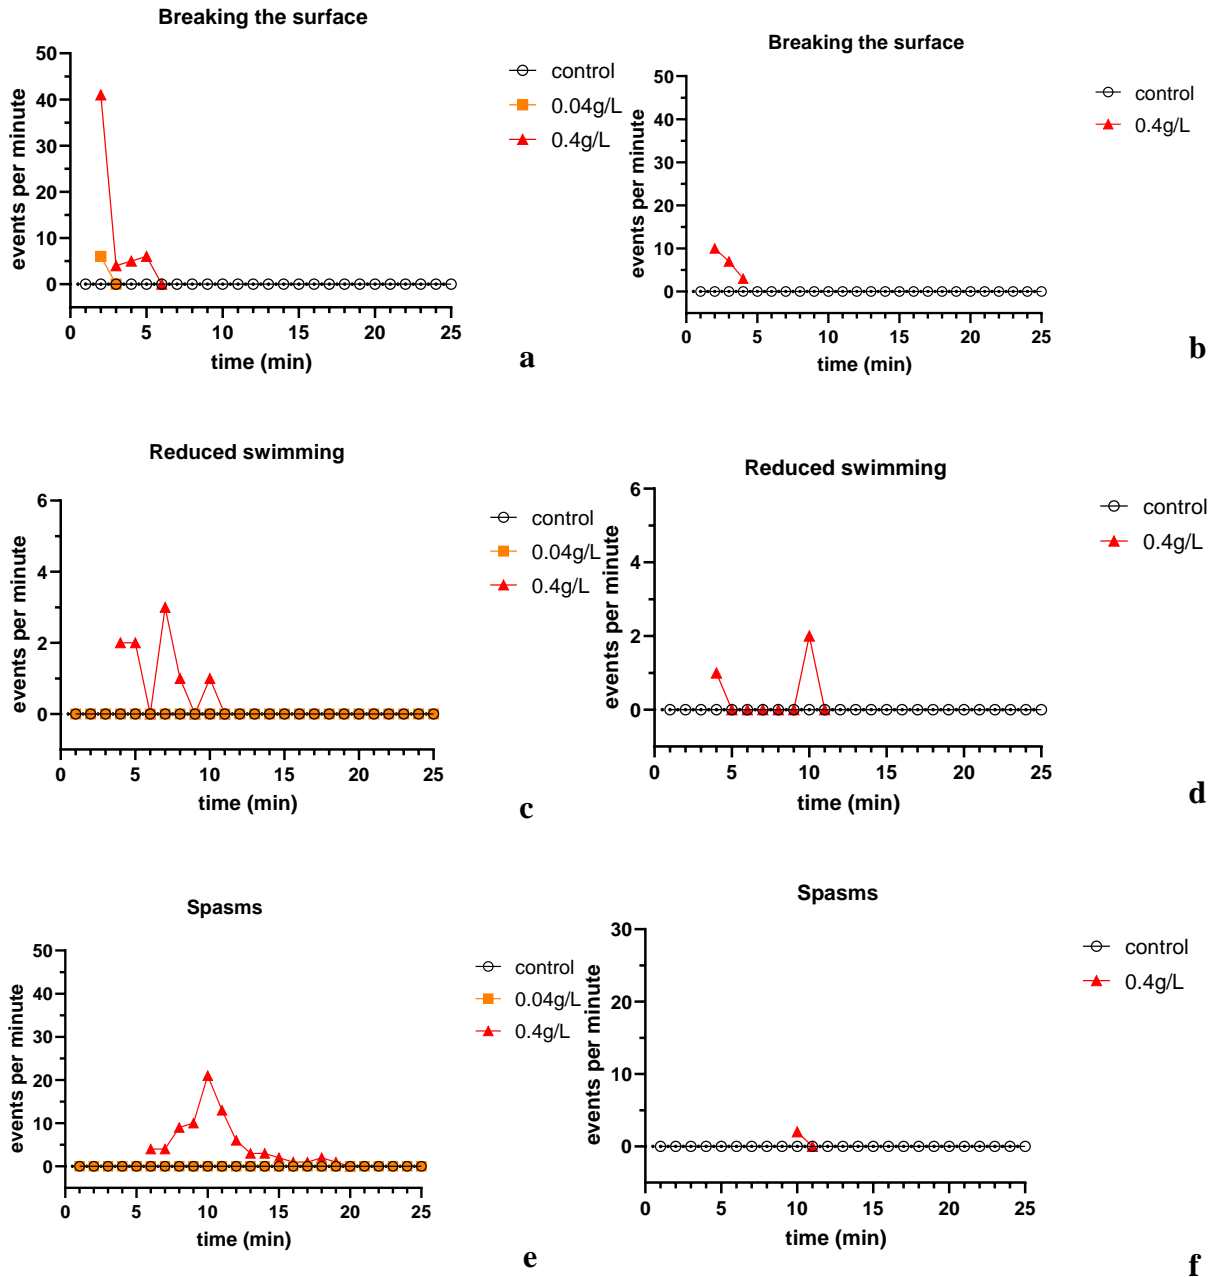 Breaking the surface
events per minute
50
40
30
20
10
0
0 5 10 15 20 25
time (min)
control
0.04g/L
0.4g/L
a
Breaking the surface
events per minute
50
40
30
20
10
0
0 5 10 15 20 25
time (min)
control
0.4g/L
b
Reduced swimming
events per minute
6
4
2
0
0 5 10 15 20 25
time (min)
control
0.04g/L
0.4g/L
c
Reduced swimming
events per minute
6
4
2
0
0 5 10 15 20 25
time (min)
control
0.4g/L
d
Spasms
events per minute
50
40
30
20
10
0
0 5 10 15 20 25
time (min)
control
0.04g/L
0.4g/L
e
Spasms
events per minute
30
20
10
0
0 5 10 15 20 25
time (min)
control
0.4g/L
f